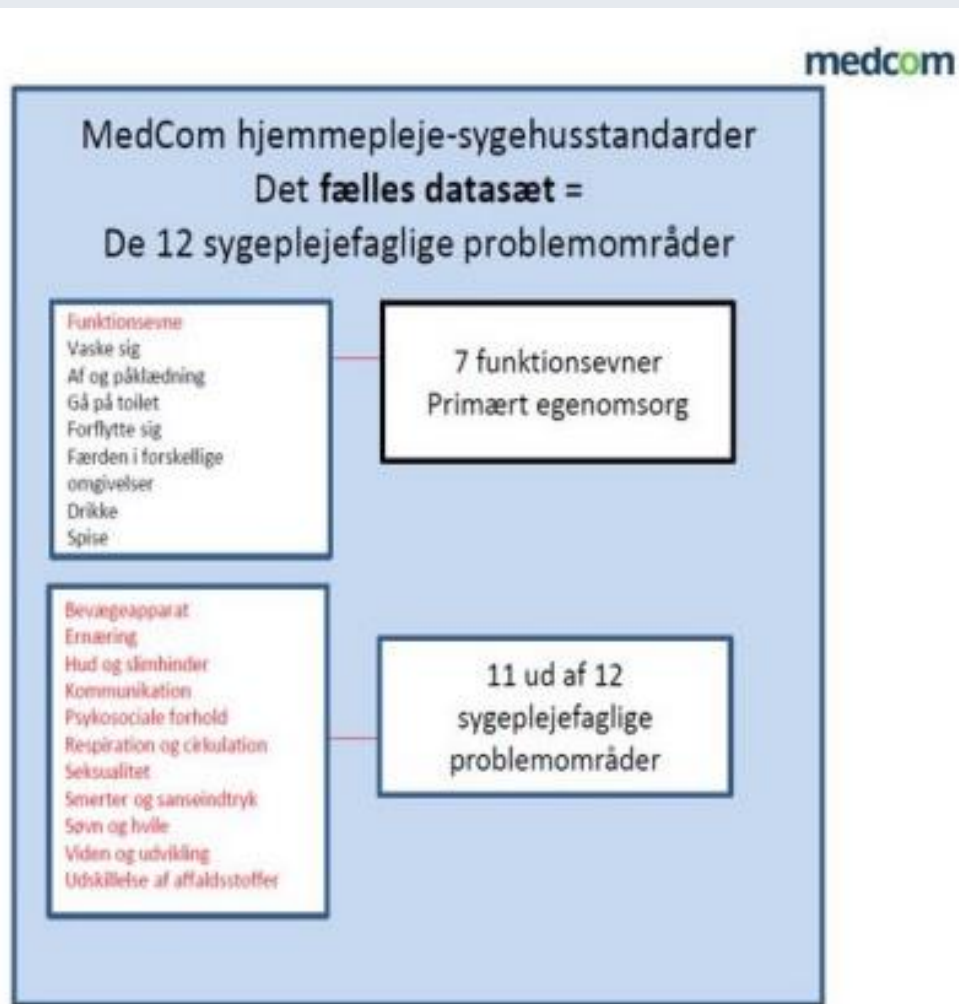 medcom
MedCom hjemmepleje-sygehusstandarder
Det fælles datasæt =
De 12 sygeplejefaglige problemområder
Funktionsevne
Vaske sig
Af og påklædning
Gå på toilet
Forflytte sig
Færden i forskellige
omgivelser
Drikke
Spise
7 funktionsevner
Primært egenomsorg
Bevægeapparat
Ernæring
Hud og slimhinder
Kommunikation
Psykosociale forhold
Respiration og cirkulation
Seksualitet
Smerter og sanseindtryk
Søvn og hvile
Viden og udvikling
Udskillelse af affaldsstoffer
11 ud af 12
sygeplejefaglige
problemområder